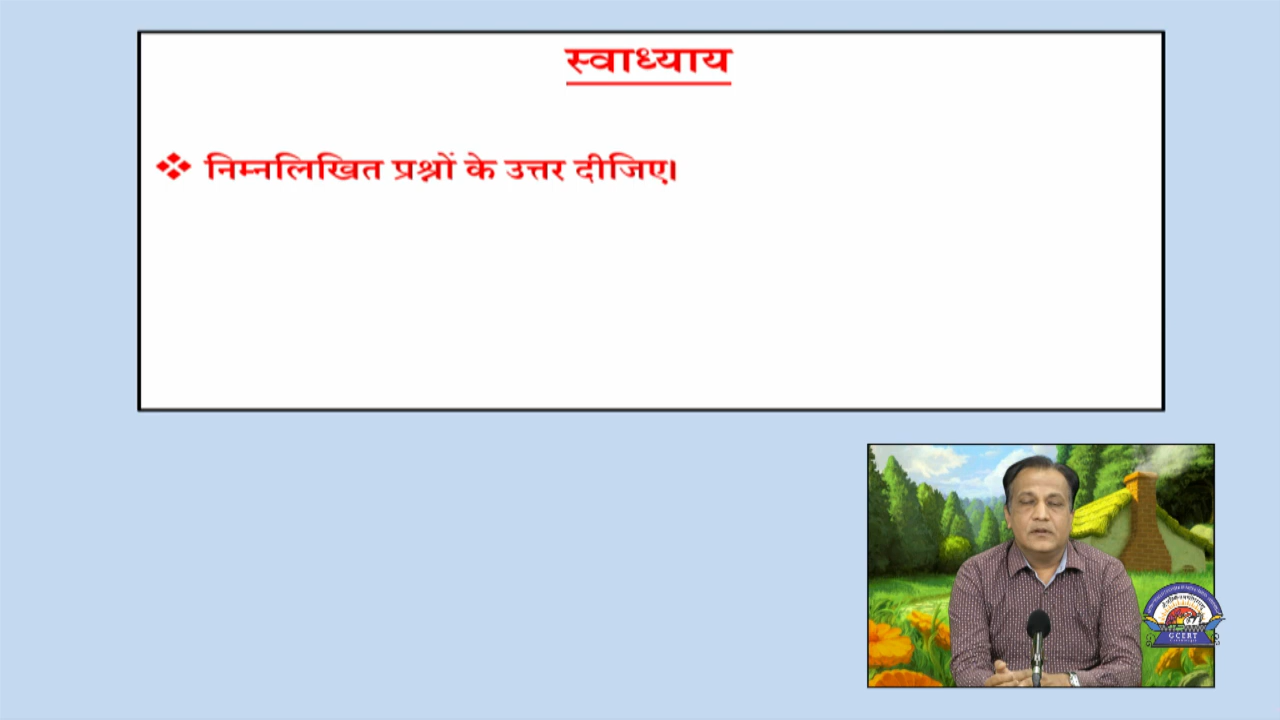 स्वाध्याय
❖ निम्नलिखित प्रश्नों के उत्तर दीजिए।
GCERT